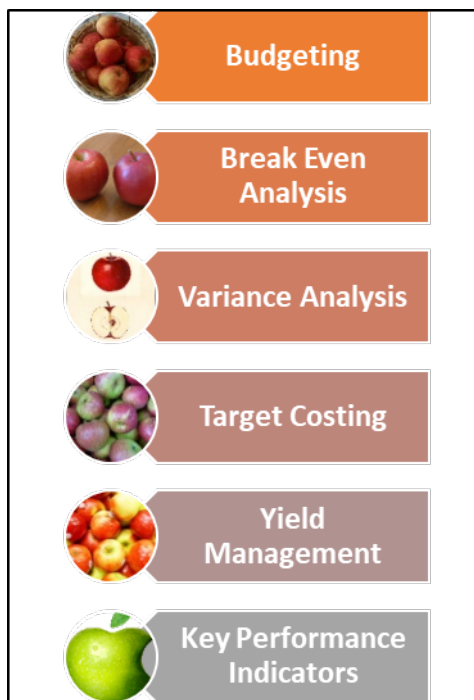 Budgeting
Break Even
Analysis
Variance Analysis
Target Costing
Yield
Management
Key Performance
Indicators